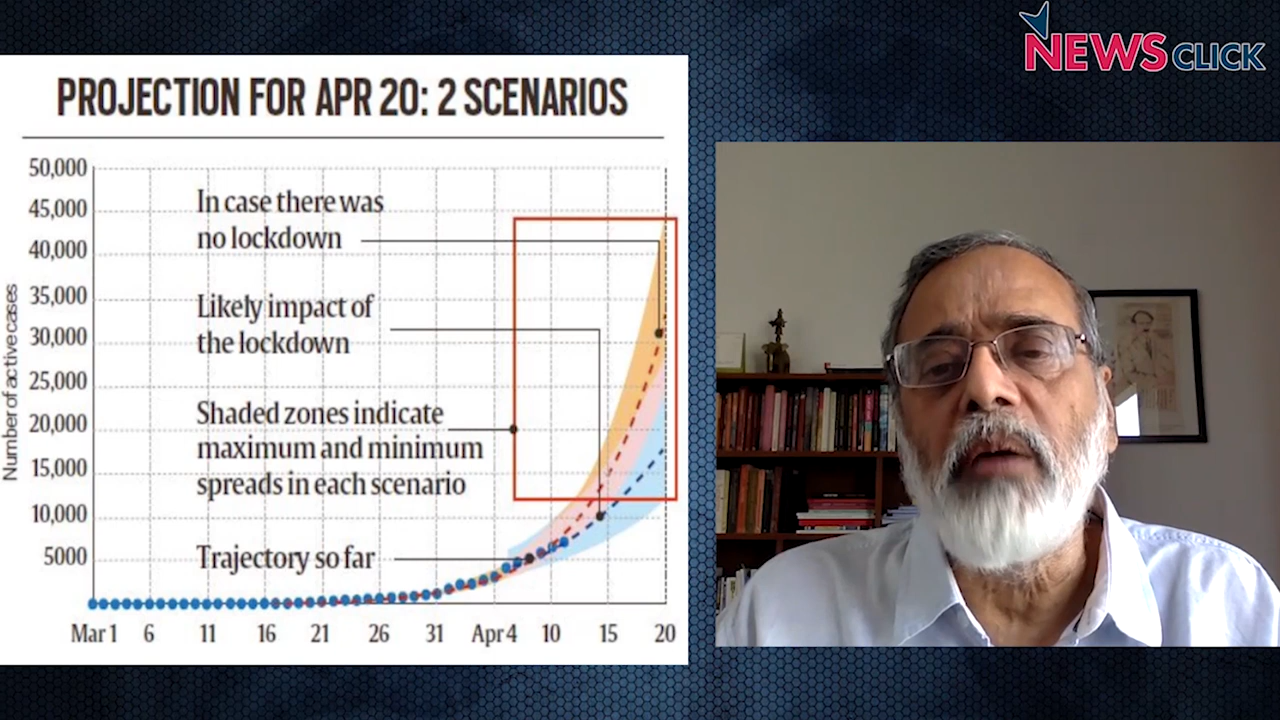 NEWSCLICK
PROJECTION FOR APR 20: 2 SCENARIOS
50,000
45,000
40,000
35,000
30,000
25,000
20,000
15,000
10,000
5000
Number of active cases
In case there was
no lockdown
Likely impact of
the lockdown
Shaded zones indicate
maximum and minimum
spreads in each scenario
Trajectory so far
Mar 1 6 11 16 21 26 31 Apr 4 10 15 20